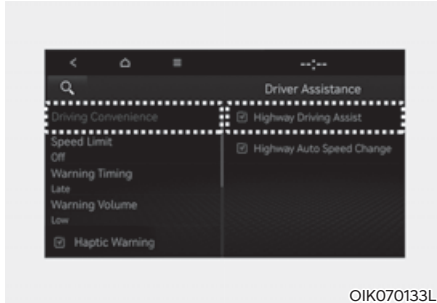 --:--
Driver Assistance
Driving Convenience
Highway Driving Assist
Speed Limit
Off
Highway Auto Speed Change
Warning Timing
Late
Warning Volume
Low
Haptic Warning
OIK070133L